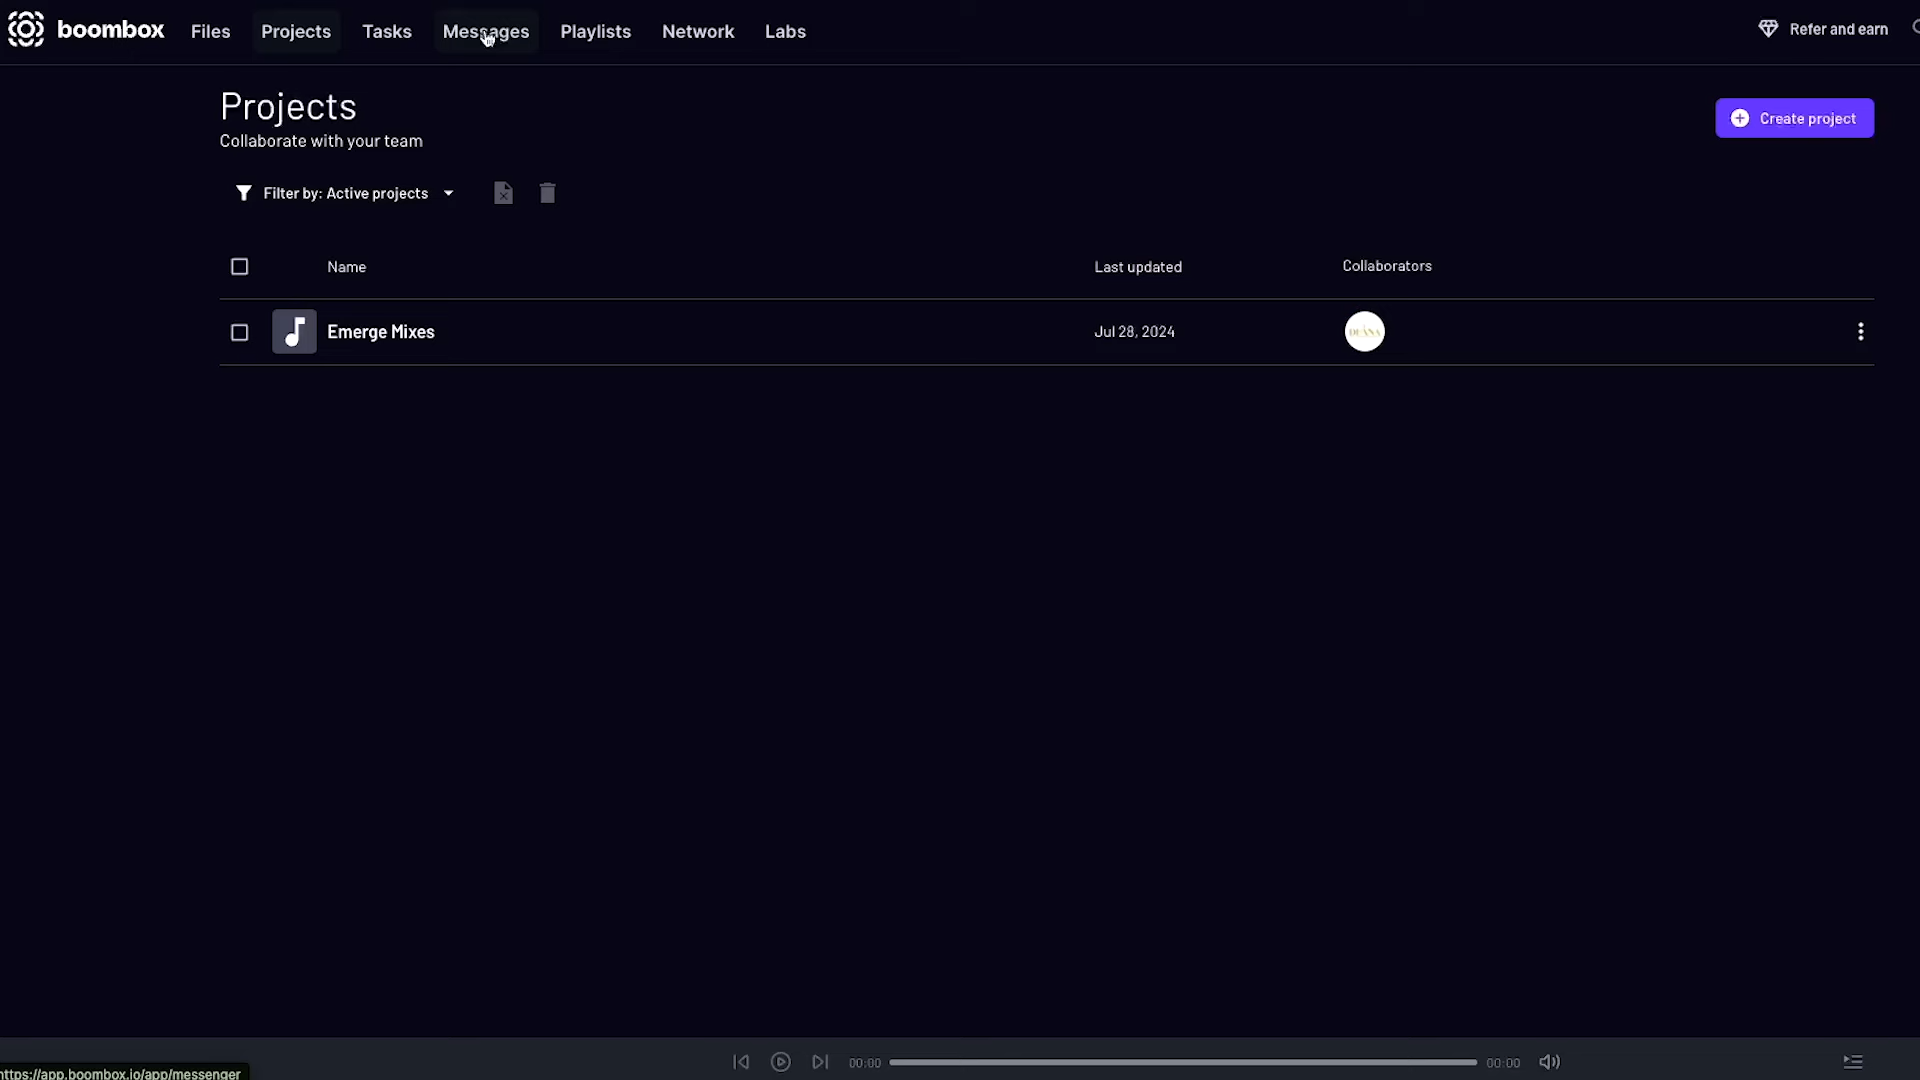 boombox Files Projects Tasks Messages Playlists Network Labs Refer and earn
Projects
Collaborate with your team
Create project
Filter by: Active projects
Name Last updated Collaborators
Emerge Mixes Jul 28, 2024
00:00 00:00
https://app.boombox.io/app/messenger